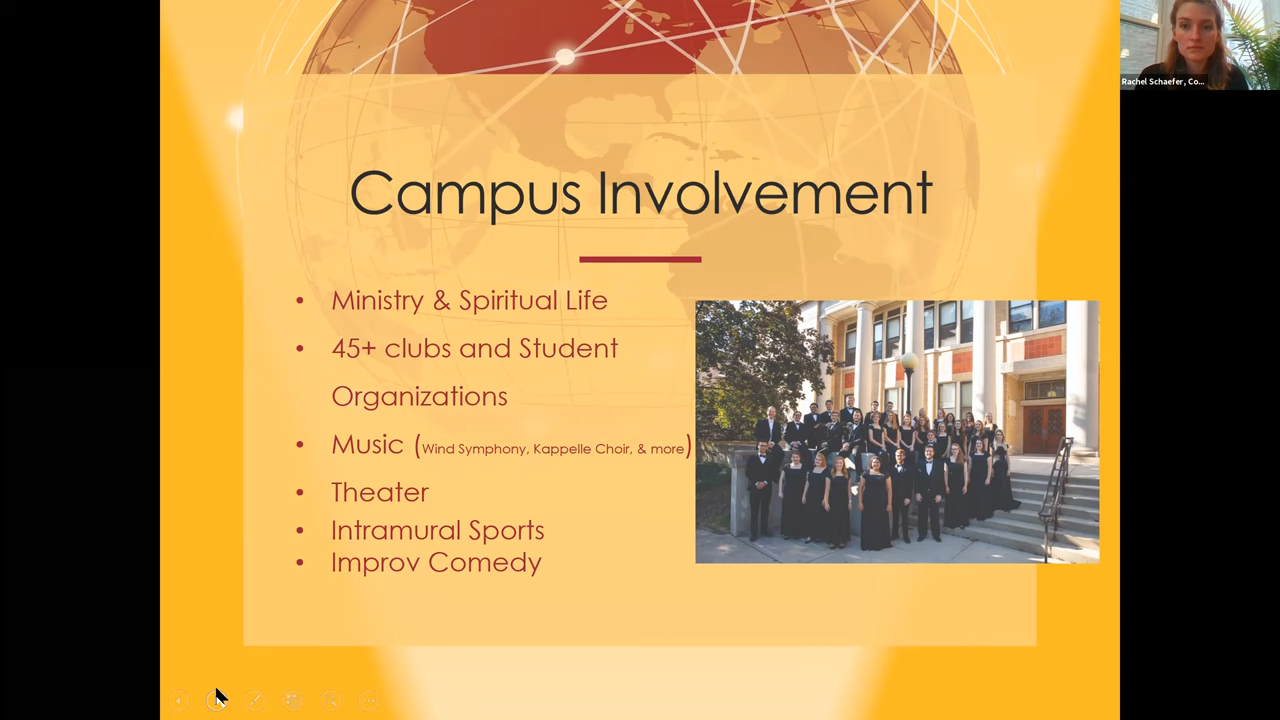 Rachel Schaefer, Co...
Campus Involvement
• Ministry & Spiritual Life
• 45+ clubs and Student
Organizations
• Music (Wind Symphony, Kappelle Choir, & more)
• Theater
• Intramural Sports
• Improv Comedy